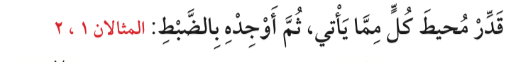 قَدِّرْ مُحيطَ كُلٍّ مِمَّا يَأْتي، ثُمَّ أَوْجِدْهِ بِالضَّبْطِ: المثالان ١ ، ٢